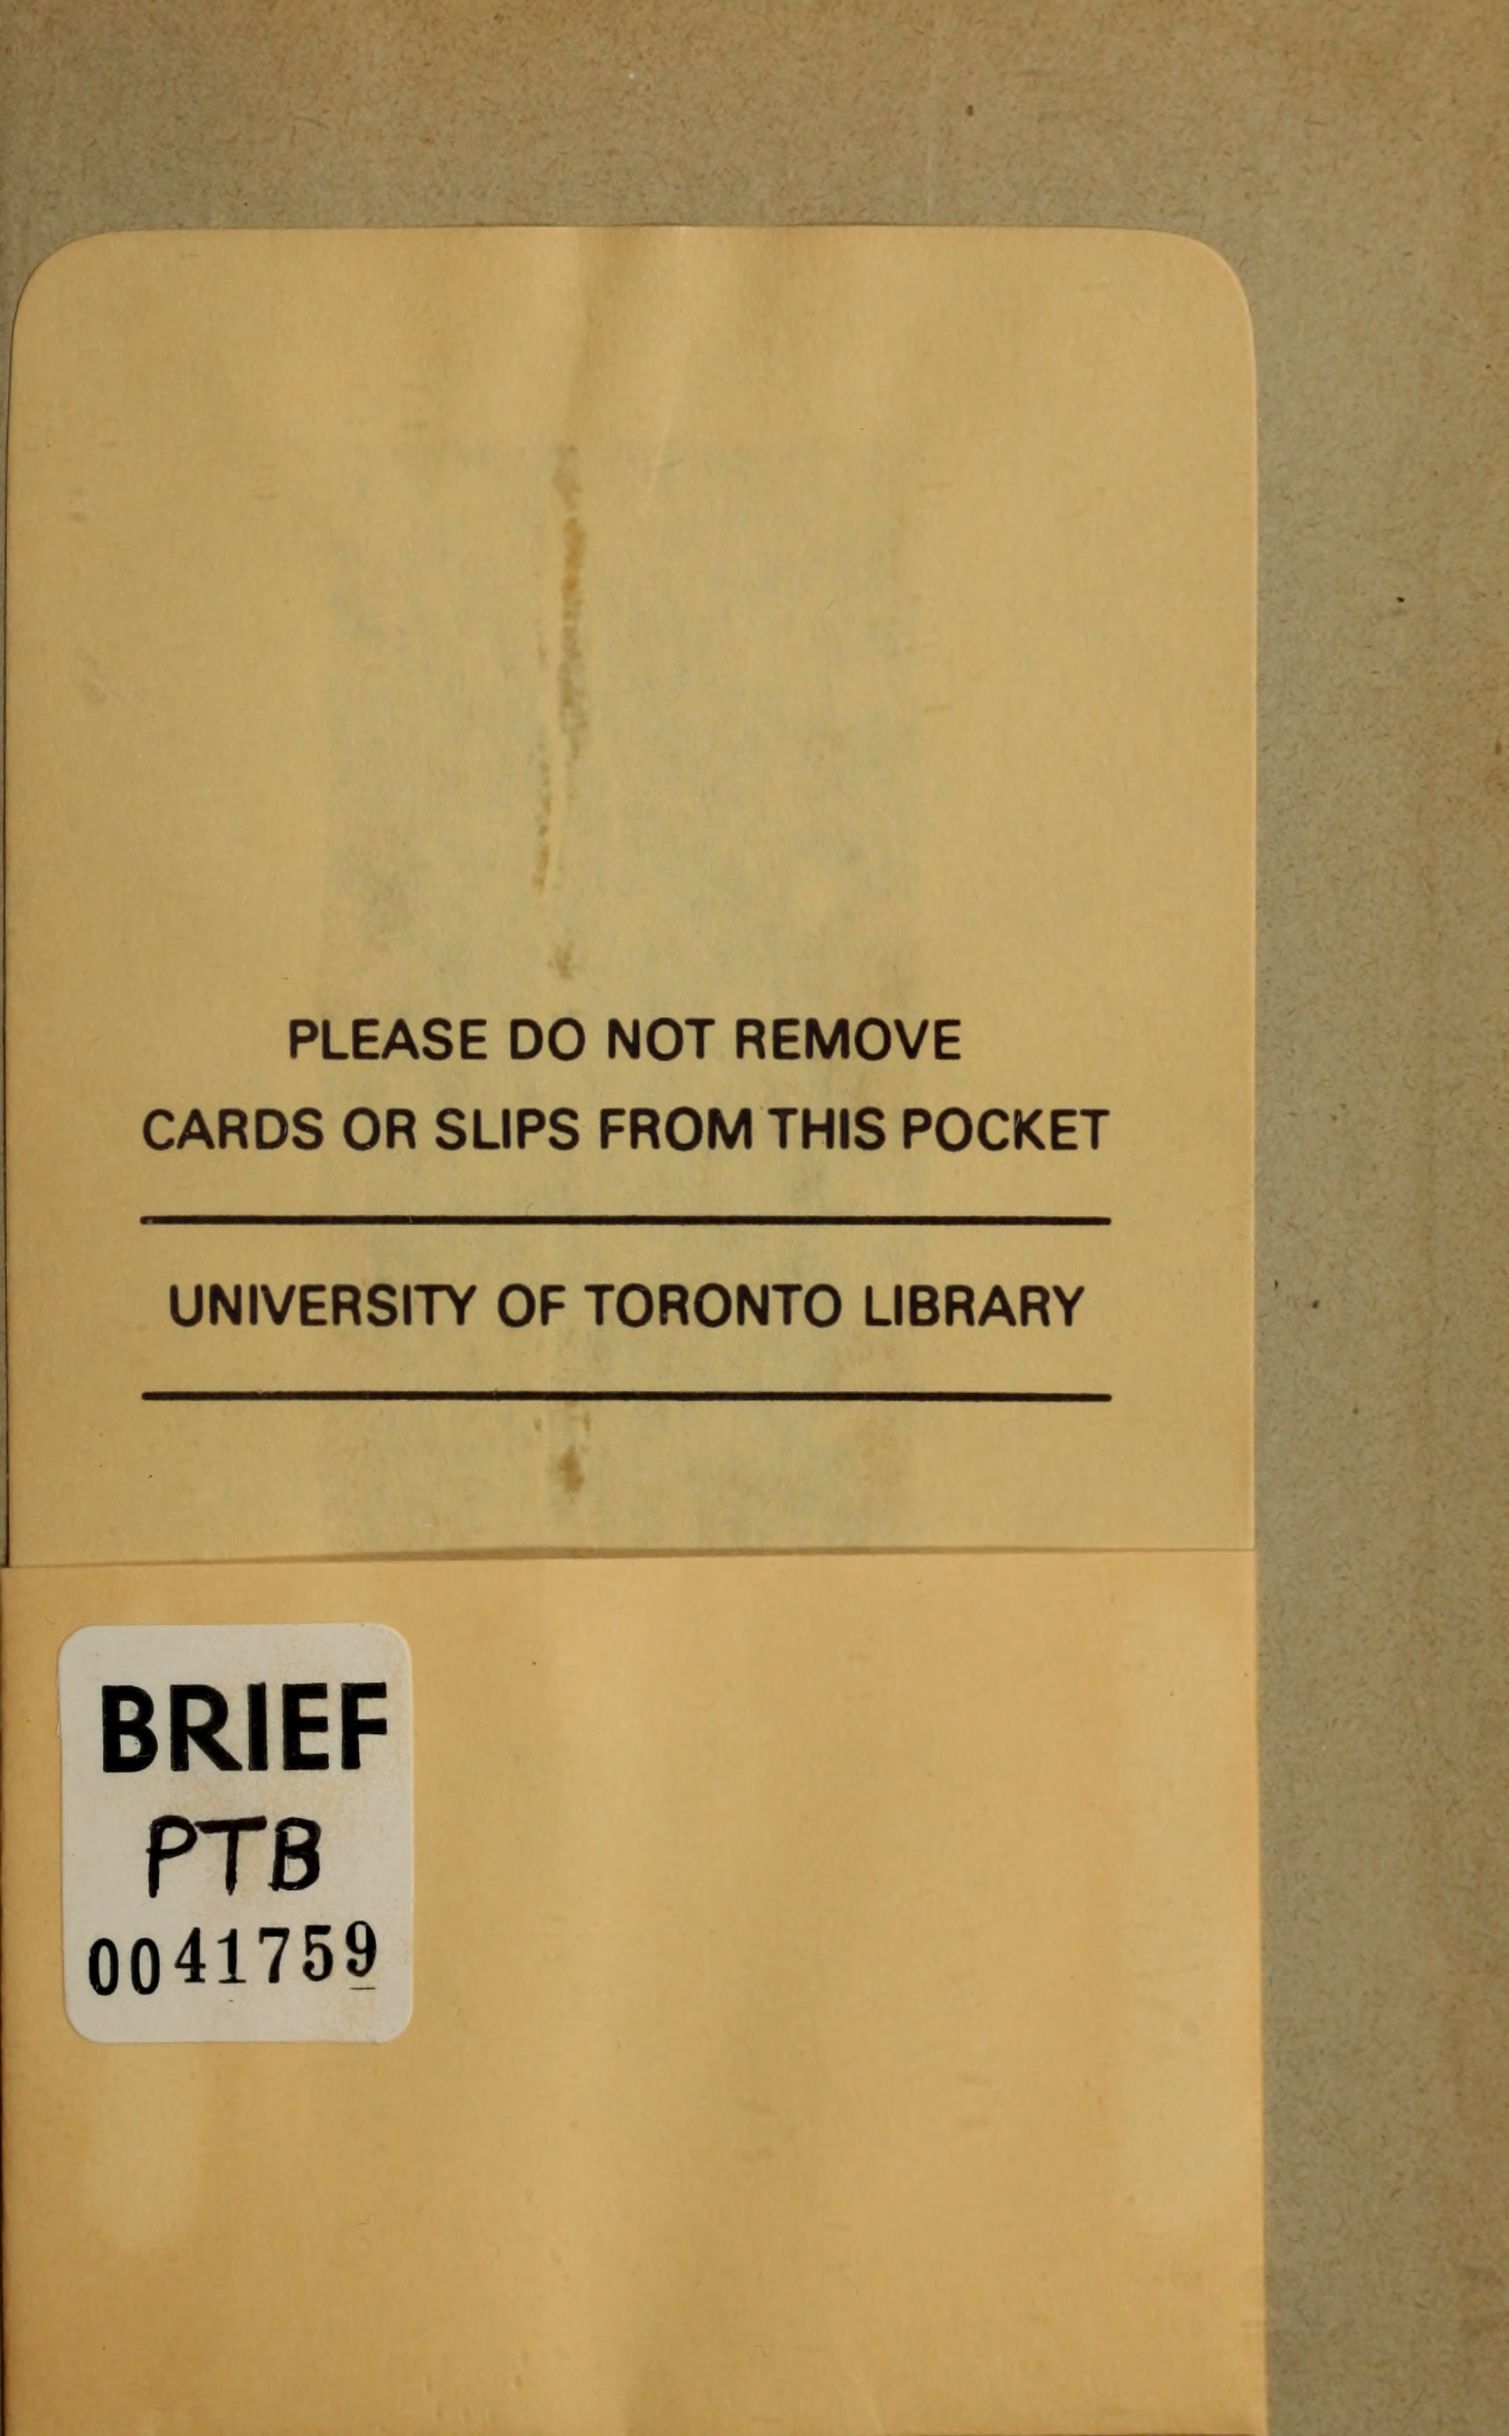 PLEASE DO NOT REMOVE
CARDS OR SLIPS FROM THIS POCKET
UNIVERSITY OF TORONTO LIBRARY
BRIEF
PTB
0041759